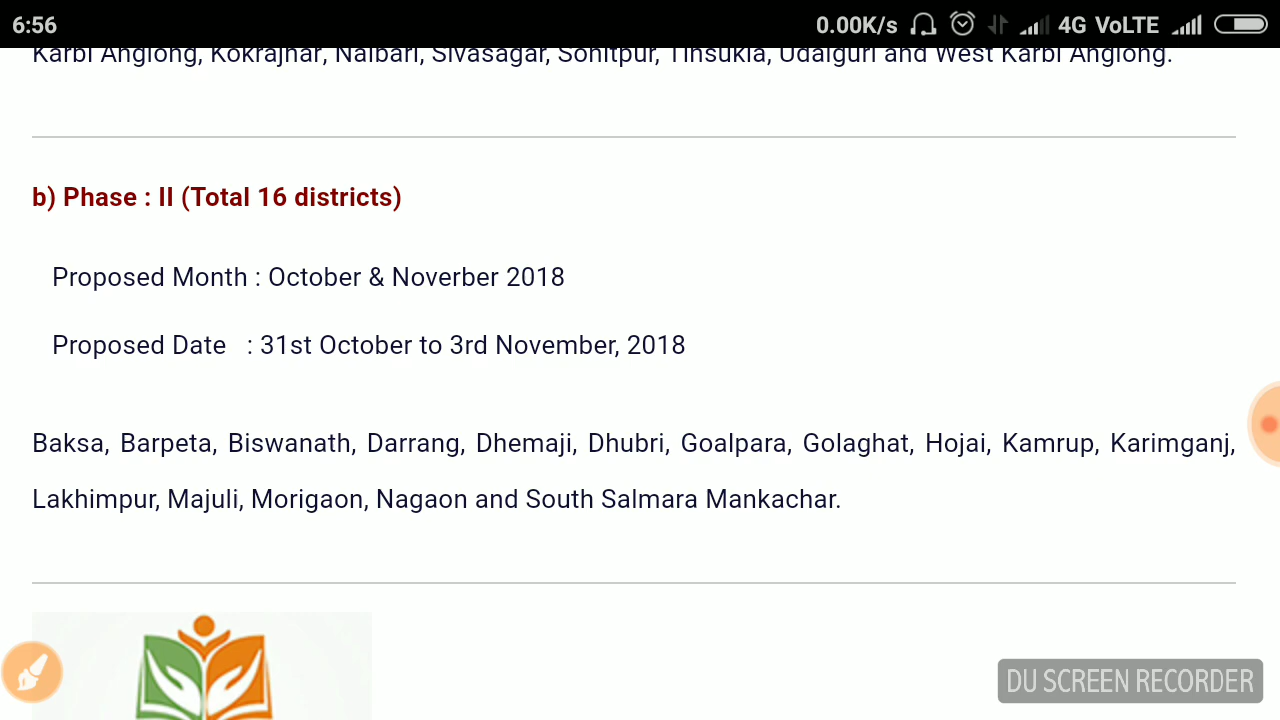 6:56
0.00K/s 4G VoLTE
Karbi Anglong, Kokrajhar, Nalbari, Sivasagar, Sonitpur, Tinsukia, Udalguri and West Karbi Anglong.
b) Phase : II (Total 16 districts)
Proposed Month : October & Noverber 2018
Proposed Date : 31st October to 3rd November, 2018
Baksa, Barpeta, Biswanath, Darrang, Dhemaji, Dhubri, Goalpara, Golaghat, Hojai, Kamrup, Karimganj,
Lakhimpur, Majuli, Morigaon, Nagaon and South Salmara Mankachar.
DU SCREEN RECORDER